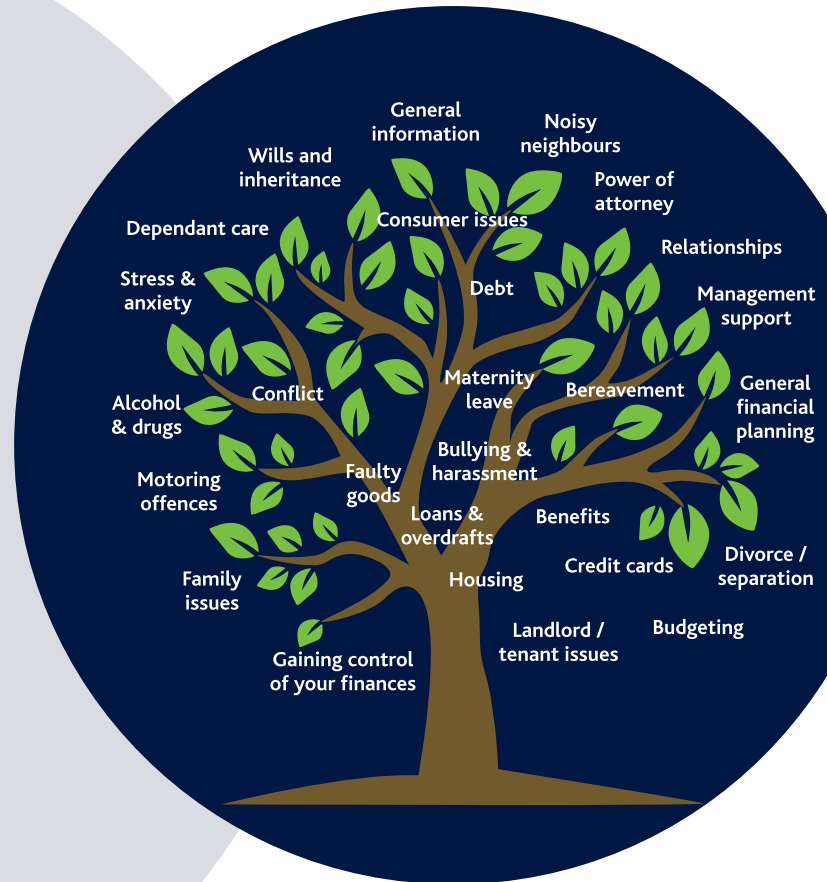 General
information
Noisy
neighbours
Wills and
inheritance
Power of
attorney
Consumer issues
Dependant care
Relationships
Stress &
anxiety
Debt
Management
support
Maternity
leave
Bereavement
General
financial
planning
Conflict
Alcohol
& drugs
Bullying &
harassment
Faulty
goods
Motoring
offences
Loans &
overdrafts
Benefits
Credit cards
Divorce /
separation
Housing
Family
issues
Landlord /
tenant issues
Budgeting
Gaining control
of your finances